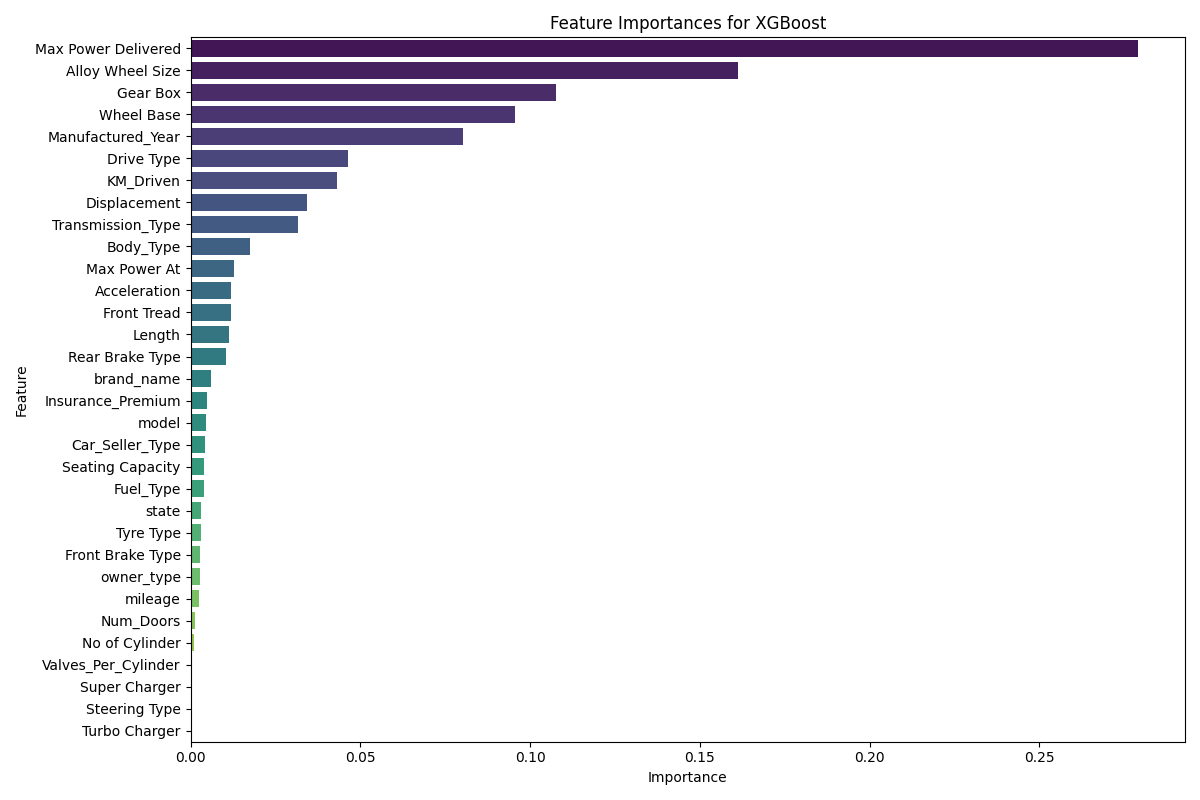 Feature Importances for XGBoost
Max Power Delivered
Alloy Wheel Size
Gear Box
Wheel Base
Manufactured_Year
Drive Type
KM_Driven
Displacement
Transmission_Type
Body_Type
Max Power At
Acceleration
Front Tread
Length
Rear Brake Type
brand_name
Insurance_Premium
model
Car_Seller_Type
Seating Capacity
Fuel_Type
state
Tyre Type
Front Brake Type
owner_type
mileage
Num_Doors
No of Cylinder
Valves_Per_Cylinder
Super Charger
Steering Type
Turbo Charger
Feature
0.00 0.05 0.10 0.15 0.20 0.25
Importance